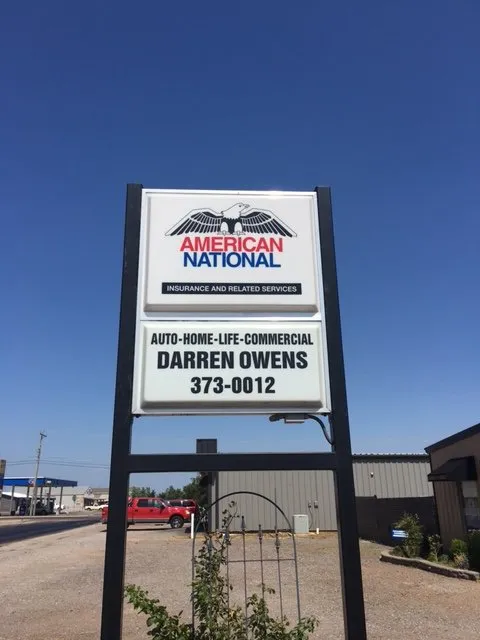 AMERICAN
NATIONAL
INSURANCE AND RELATED SERVICES
AUTO-HOME-LIFE-COMMERCIAL
DARREN OWENS
373-0012